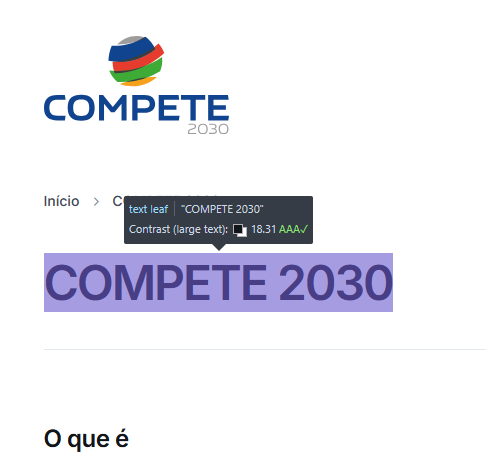 COMPETE
2030
Início > C
text leaf "COMPETE 2030"
Contrast (large text): 18.31 AAA✓
COMPETE 2030
O que é